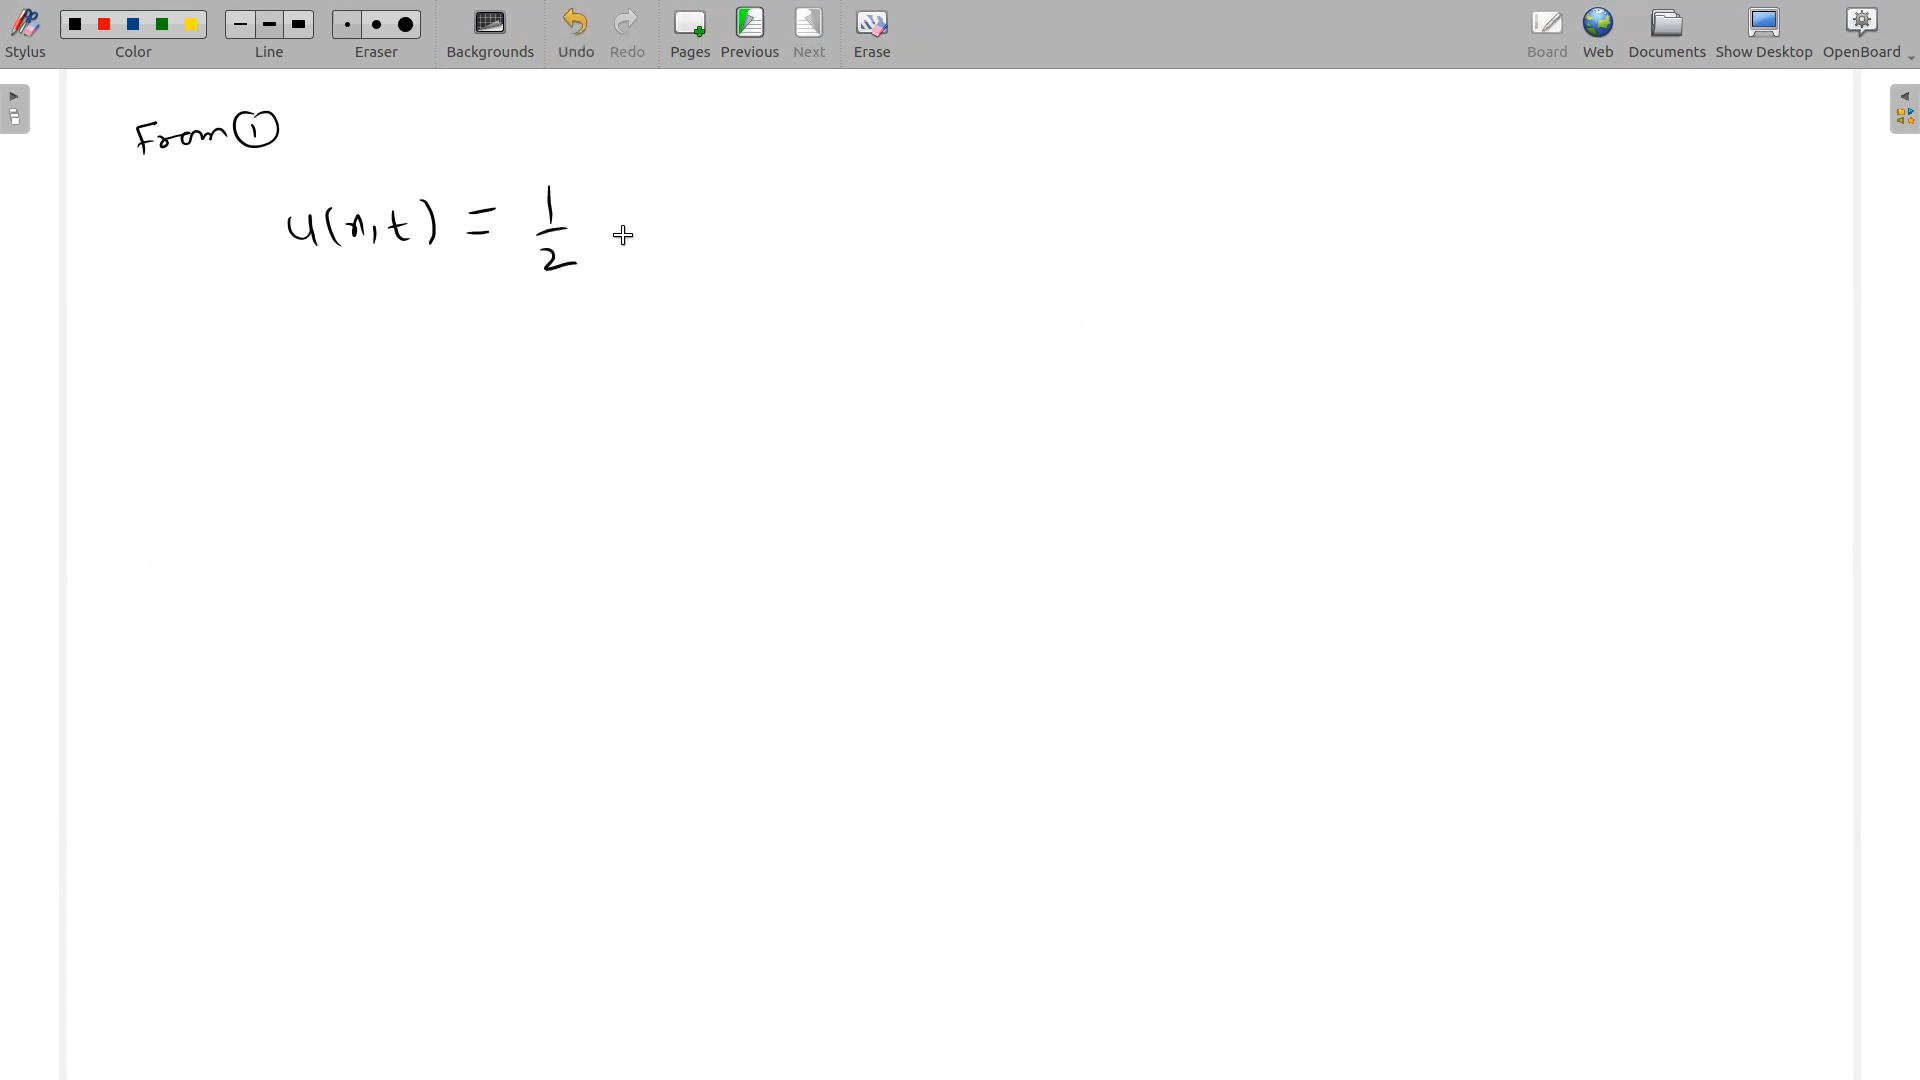 Stylus Color Line Eraser Backgrounds Undo Redo Pages Previous Next Erase Board Web Documents Show Desktop OpenBoard
From ①
u(x,t) = 1/2